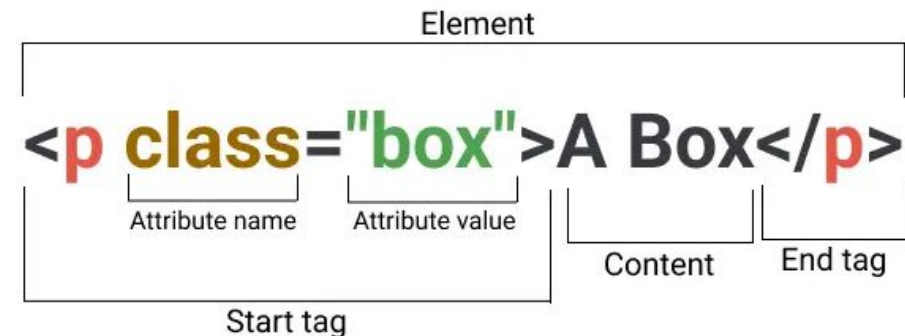 Element
<p class="box">A Box</p>
Attribute name
Attribute value
Content
End tag
Start tag